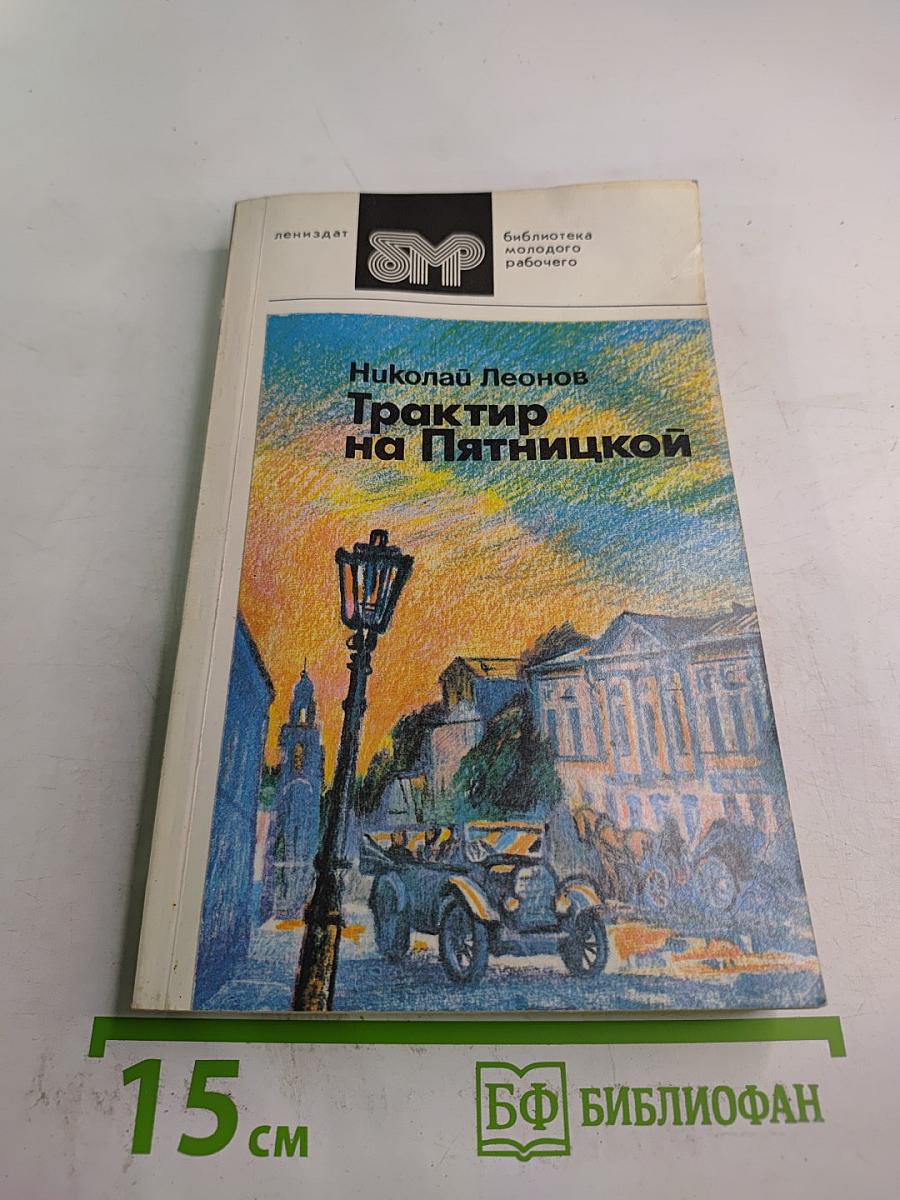 лениздат
бмр
библиотека
молодого
рабочего
Николай Леонов
Трактир
на Пятницкой
15 см
БФ БИБЛИОФАН